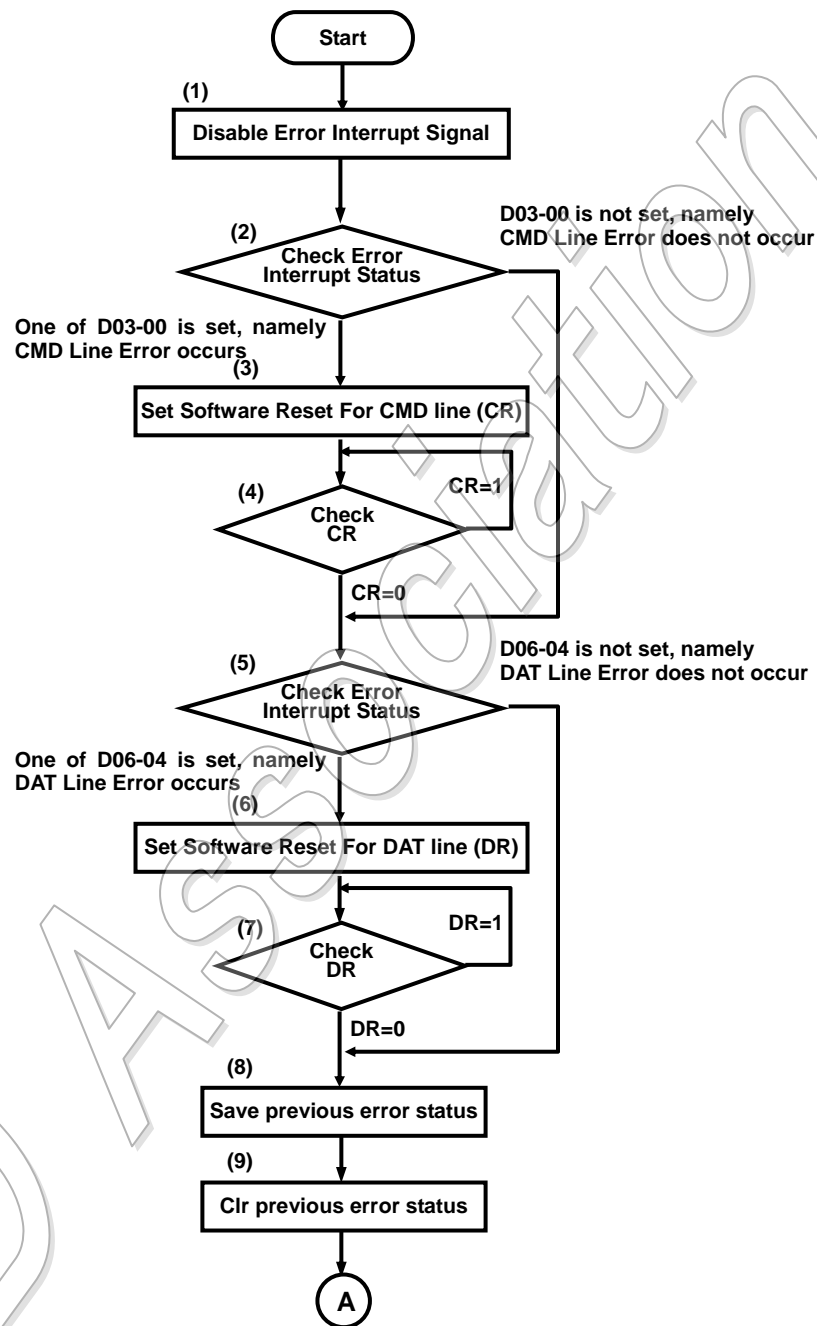 Start
(1)
Disable Error Interrupt Signal
D03-00 is not set, namely
CMD Line Error does not occur
(2)
Check Error
Interrupt Status
One of D03-00 is set, namely
CMD Line Error occurs
(3)
Set Software Reset For CMD line (CR)
CR=1
(4)
Check
CR
CR=0
D06-04 is not set, namely
DAT Line Error does not occur
(5)
Check Error
Interrupt Status
One of D06-04 is set, namely
DAT Line Error occurs
(6)
Set Software Reset For DAT line (DR)
DR=1
(7)
Check
DR
DR=0
(8)
Save previous error status
(9)
Clr previous error status
A
D Association